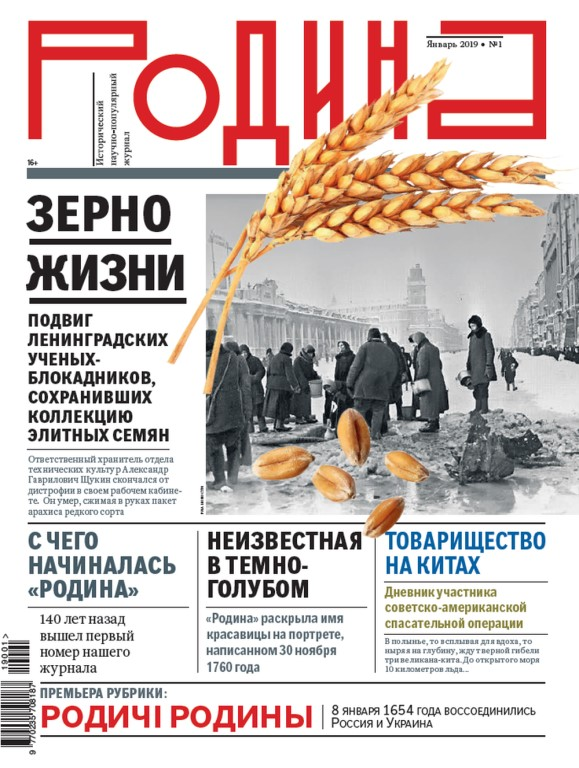 РОДИНА
Январь 2019 • №1
Исторический
научно-популярный
журнал
16+
ЗЕРНО
ЖИЗНИ
ПОДВИГ
ЛЕНИНГРАДСКИХ
УЧЕНЫХ-
БЛОКАДНИКОВ,
СОХРАНИВШИХ
КОЛЛЕКЦИЮ
ЭЛИТНЫХ СЕМЯН
Ответственный хранитель отдела
технических культур Александр
Гаврилович Щукин скончался от
дистрофии в своем рабочем кабине-
те. Он умер, сжимая в руках пакет
арахиса редкого сорта
С ЧЕГО
НАЧИНАЛАСЬ
«РОДИНА»
140 лет назад
вышел первый
номер нашего
журнала
НЕИЗВЕСТНАЯ
В ТЕМНО-
ГОЛУБОМ
«Родина» раскрыла имя
красавицы на портрете,
написанном 30 ноября
1760 года
ТОВАРИЩЕСТВО
НА КИТАХ
Дневник участника
советско-американской
спасательной операции
В полынье, то всплывая для вдоха, то
ныряя на глубину, ждут верной гибели
три великана-кита. До открытого моря
10 километров льда...
19001 >
9 770235 708187
ПРЕМЬЕРА РУБРИКИ:
РОДИЧІ РОДИНЫ
8 ЯНВАРЯ 1654 ГОДА ВОССОЕДИНИЛИСЬ
РОССИЯ И УКРАИНА